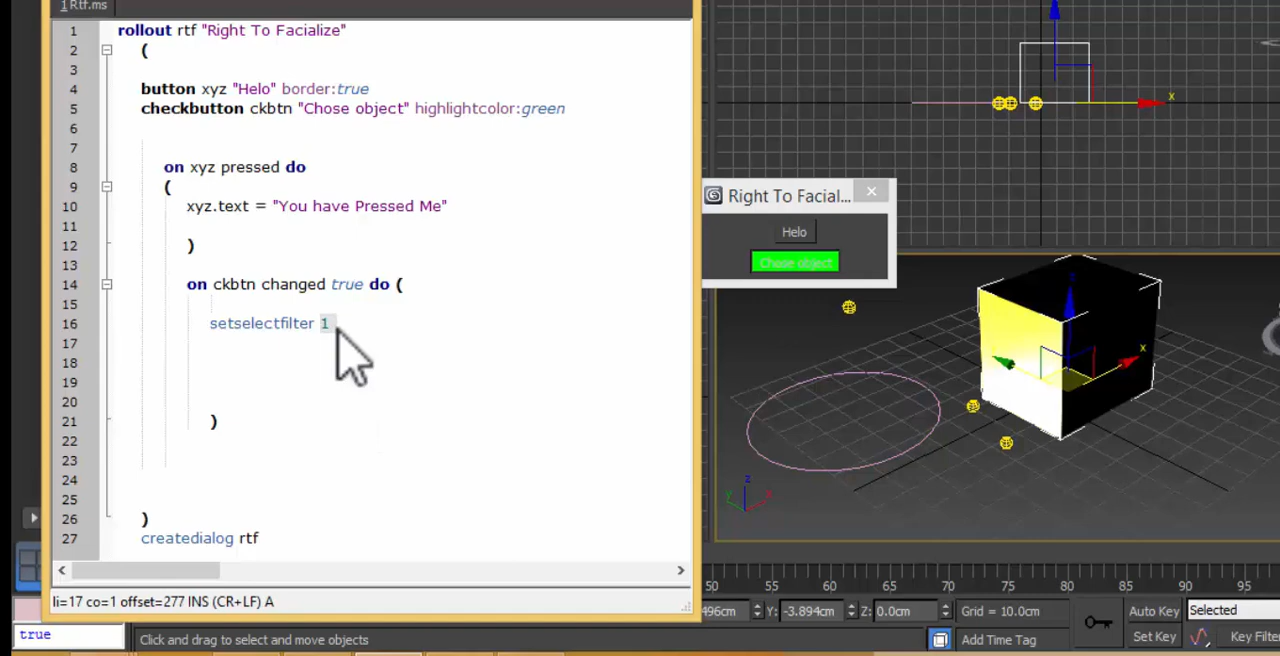 1Rtf.ms
1 rollout rtf "Right To Facialize"
2 (
3
4 button xyz "Helo" border:true
5 checkbutton ckbtn "Chose object" highlightcolor:green
6
7
8 on xyz pressed do
9 (
10 xyz.text = "You have Pressed Me"
11
12 )
13
14 on ckbtn changed true do (
15
16 setselectfilter 1
17
18
19
20
21 )
22
23
24
25
26 )
27 createdialog rtf
li=17 co=1 offset=277 INS (CR+LF) A
Right To Facial...
Helo
Chose object
x
z
x
z
y
x
50 55 60 65 70 75 80 85 90 95
496cm Y: -3.894cm Z: 0.0cm Grid = 10.0cm Auto Key Selected
true
Click and drag to select and move objects
Add Time Tag
Set Key
Key Filter